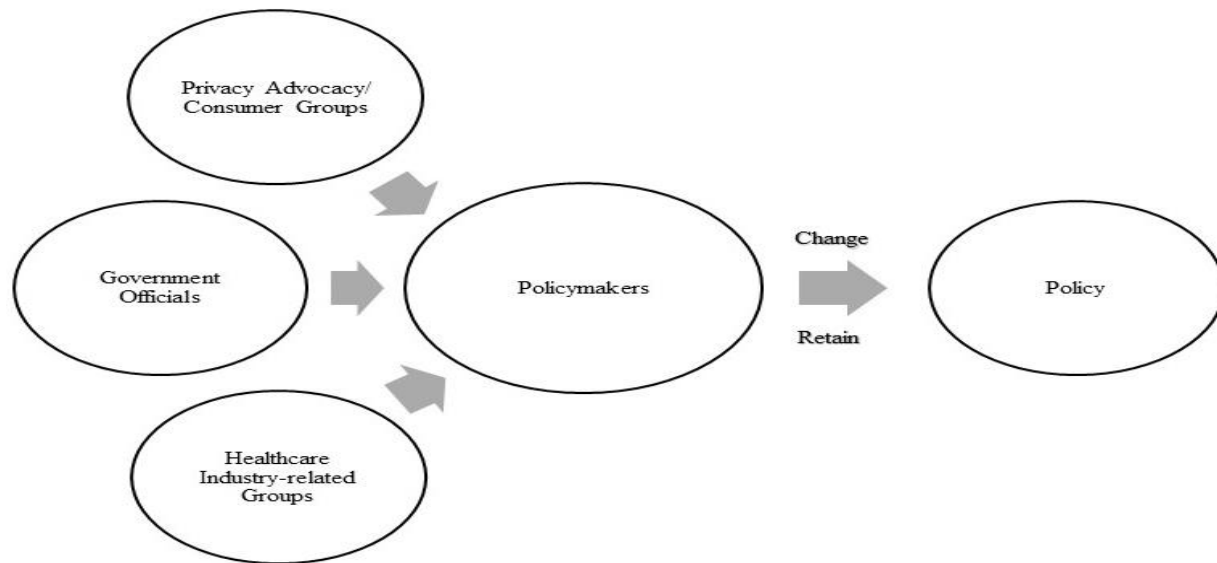 Privacy Advocacy/
Consumer Groups
Government
Officials
Healthcare
Industry-related
Groups
Policymakers
Change
Retain
Policy